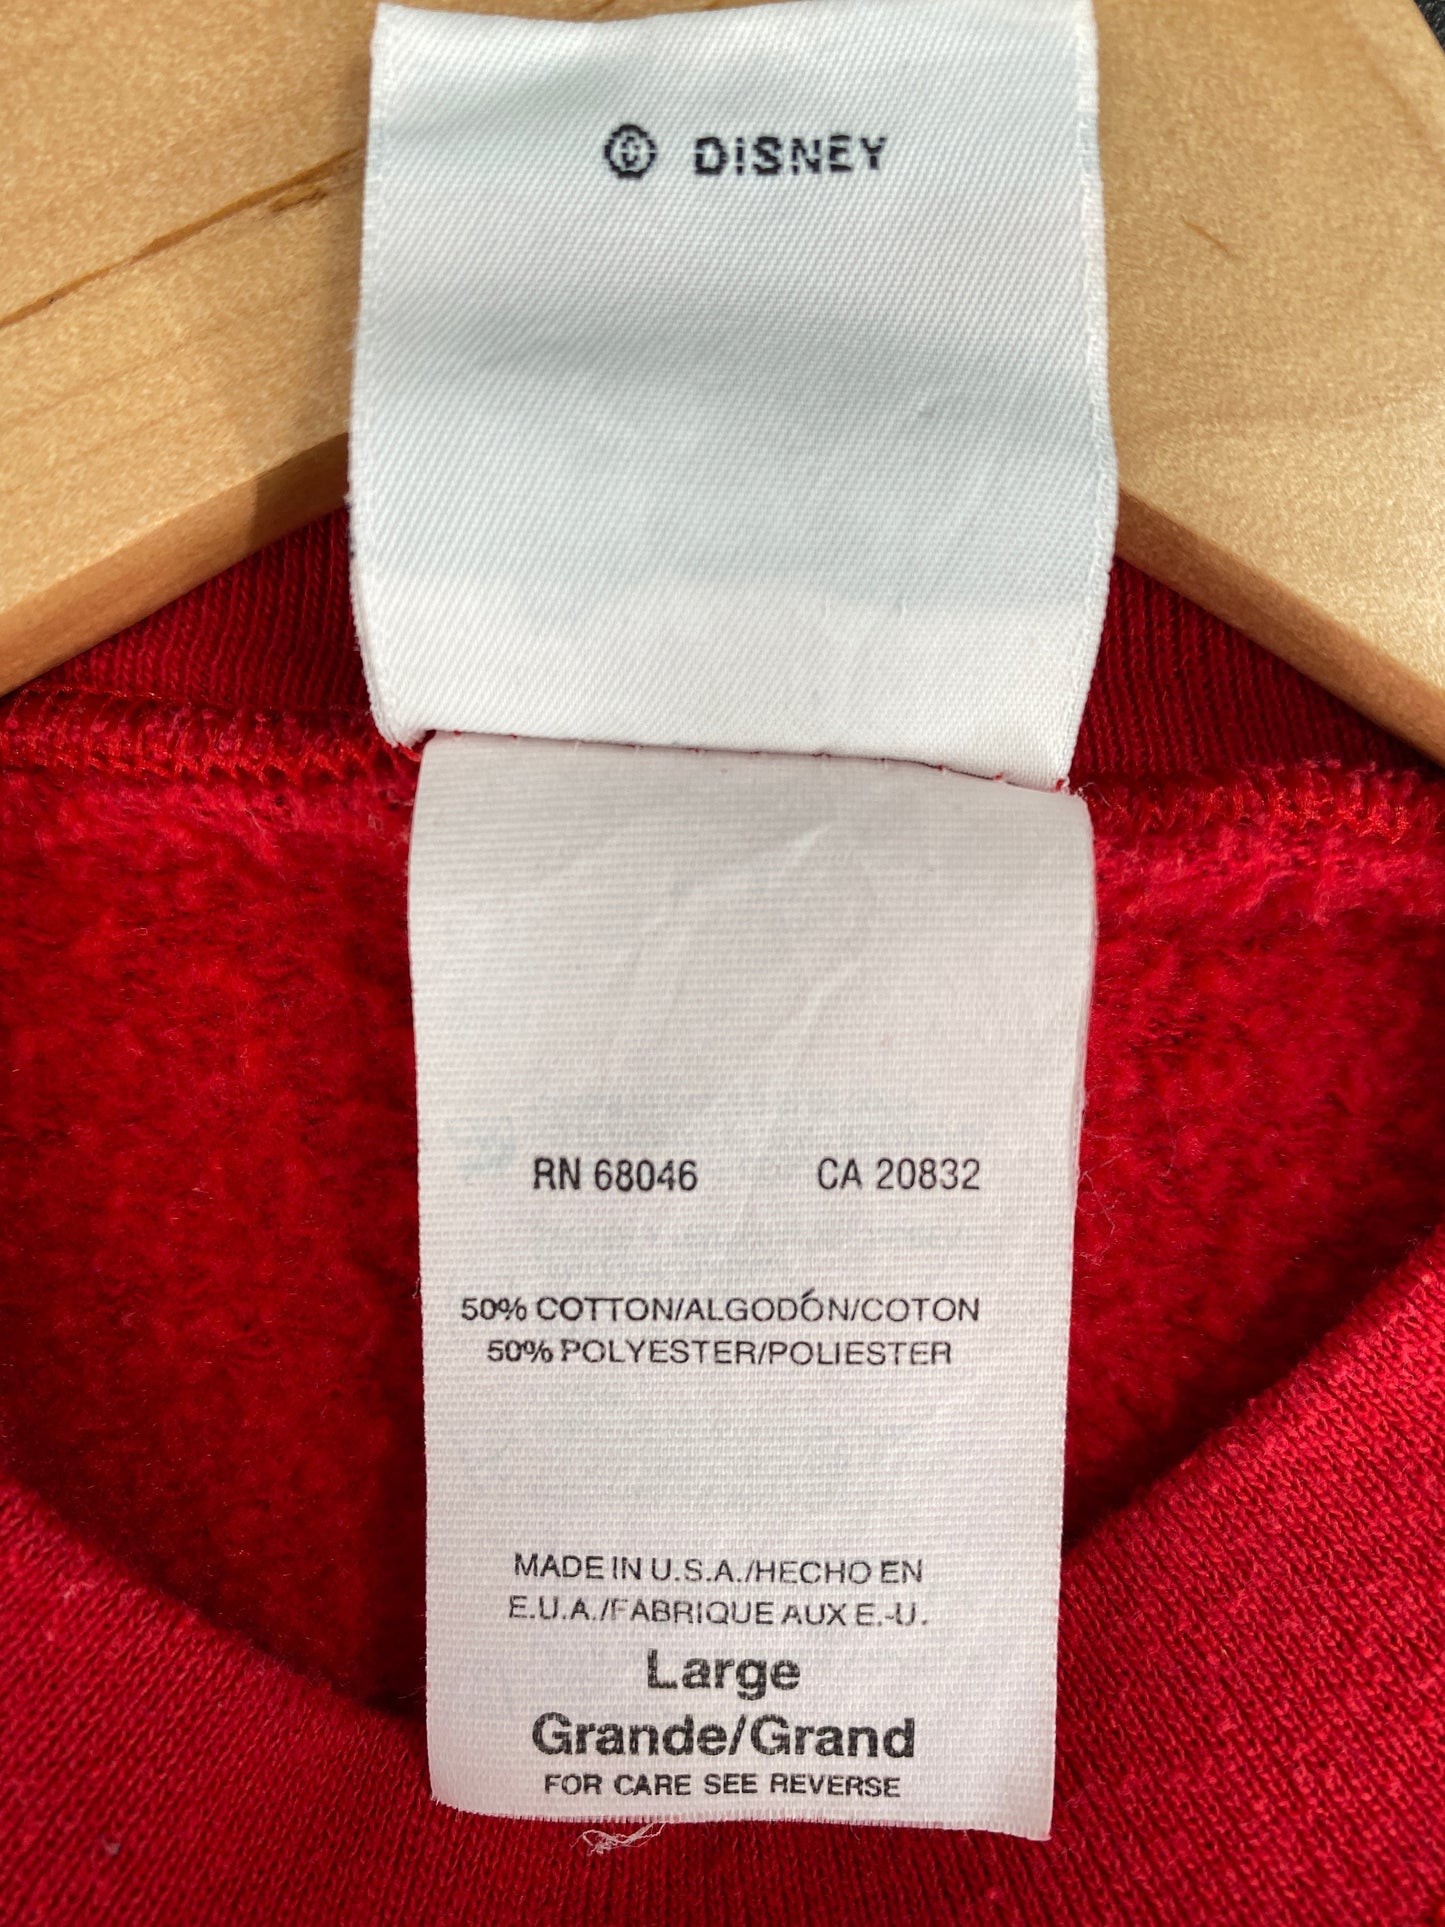 © DISNEY
RN 68046 CA 20832
50% COTTON/ALGODÓN/COTON
50% POLYESTER/POLIESTER
MADE IN U.S.A./HECHO EN
E.U.A./FABRIQUE AUX E.-U.
Large
Grande/Grand
FOR CARE SEE REVERSE